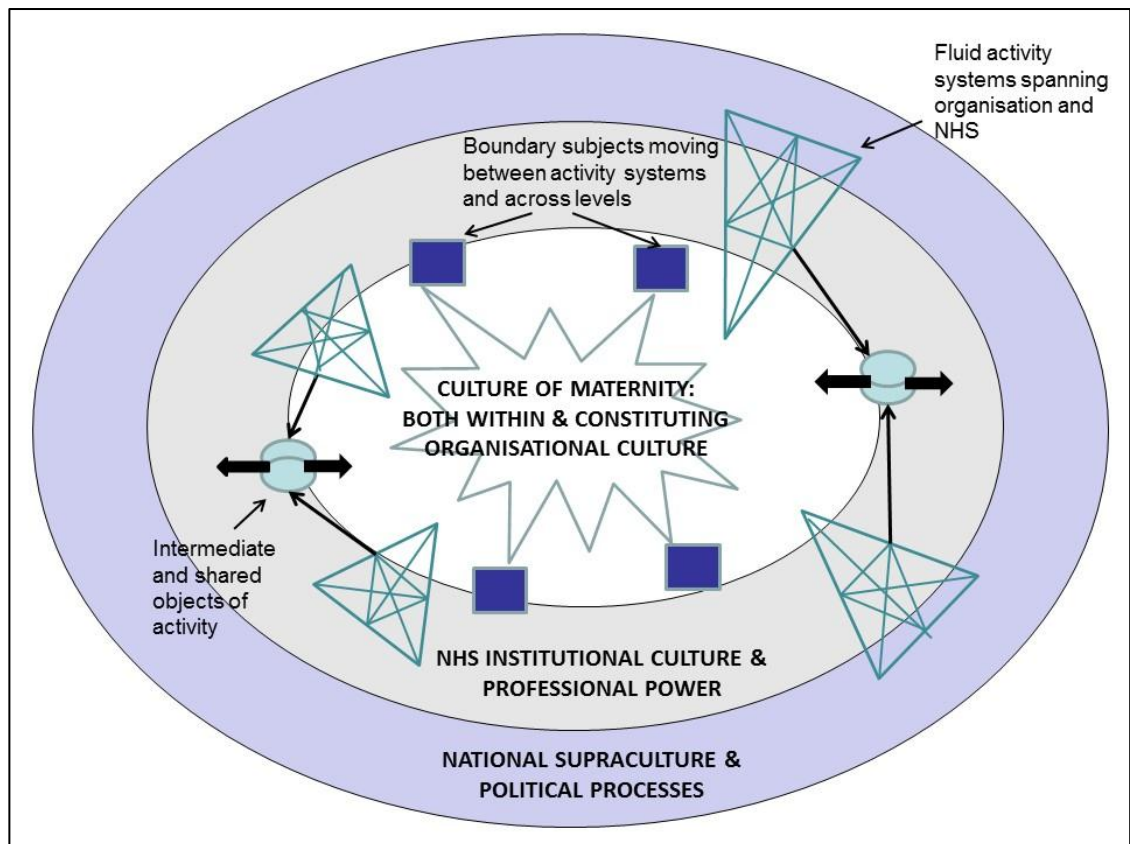 Fluid activity
systems spanning
organisation and
NHS
Boundary subjects moving
between activity systems
and across levels
CULTURE OF MATERNITY:
BOTH WITHIN & CONSTITUTING
ORGANISATIONAL CULTURE
Intermediate
and shared
objects of
activity
NHS INSTITUTIONAL CULTURE &
PROFESSIONAL POWER
NATIONAL SUPRACULTURE &
POLITICAL PROCESSES